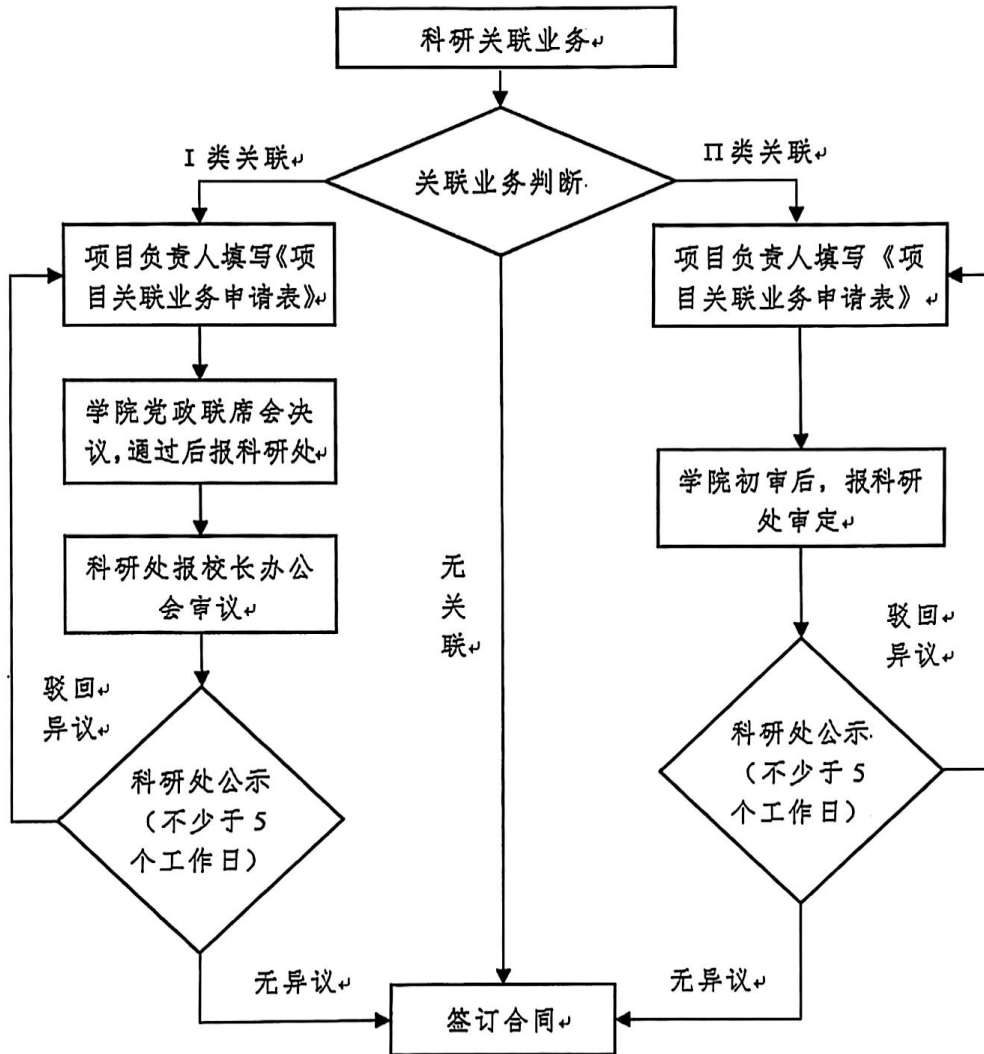 科研关联业务
关联业务判断
I 类关联
II类关联
项目负责人填写《项
目关联业务申请表》
学院党政联席会决
议,通过后报科研处
科研处报校长办公
会审议
驳回
异议
科研处公示
(不少于 5
个工作日)
无异议
无
关
联
项目负责人填写《项
目关联业务申请表》
学院初审后,报科研
处审定
驳回
异议
科研处公示
(不少于 5
个工作日)
无异议
签订合同